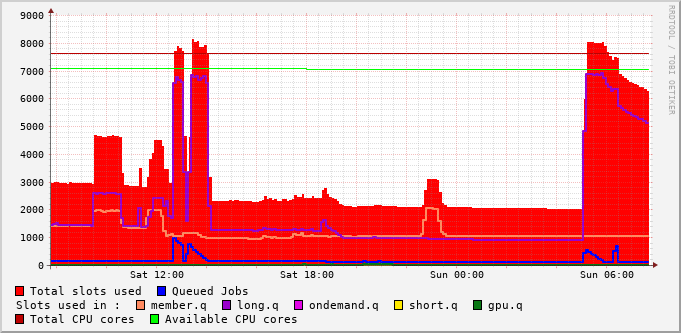 9000
8000
7000
6000
5000
4000
3000
2000
1000
0
Sat 12:00 Sat 18:00 Sun 00:00 Sun 06:00
RRDTOOL / TOBI OETIKER
Total slots used Queued Jobs
Slots used in : member.q long.q ondemand.q short.q gpu.q
Total CPU cores Available CPU cores